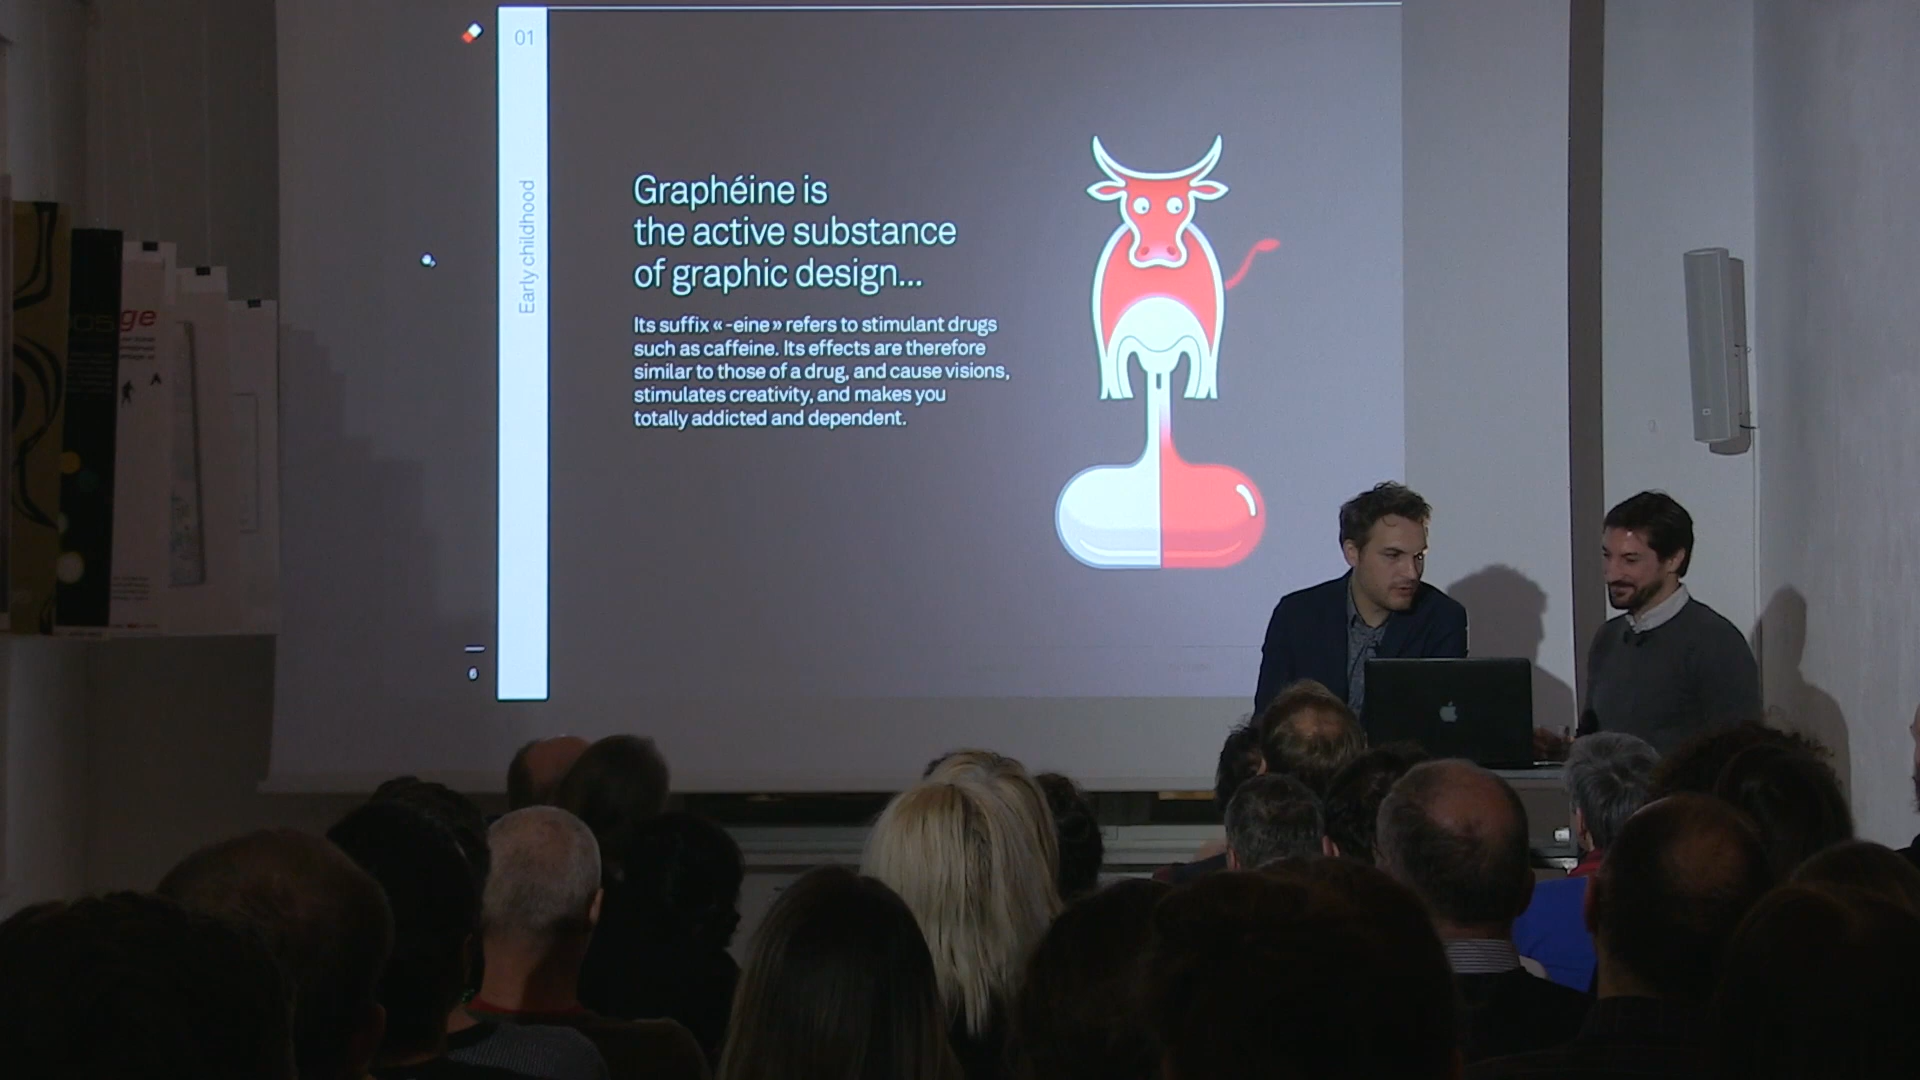 01
Early childhood
Graphéine is
the active substance
of graphic design...
Its suffix « -eine » refers to stimulant drugs
such as caffeine. Its effects are therefore
similar to those of a drug, and cause visions,
stimulates creativity, and makes you
totally addicted and dependent.
6
ge